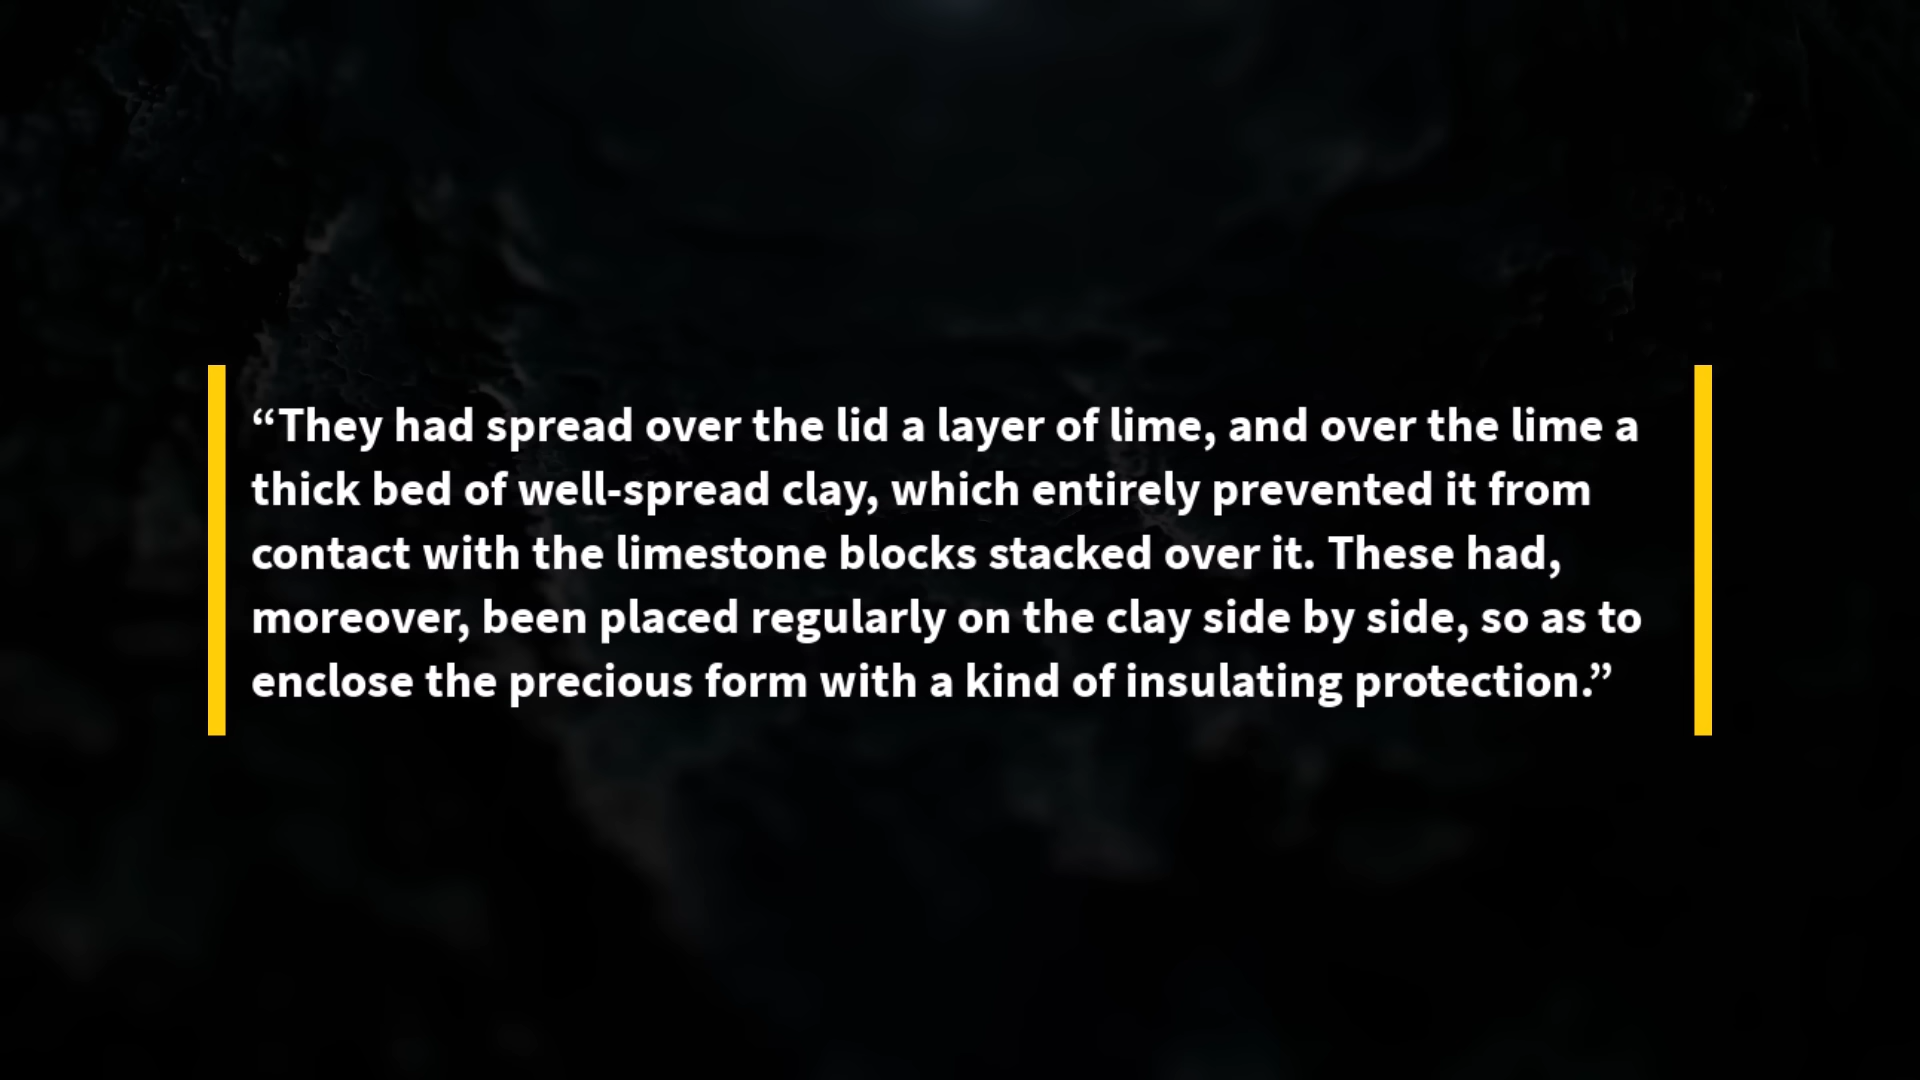 “They had spread over the lid a layer of lime, and over the lime a
thick bed of well-spread clay, which entirely prevented it from
contact with the limestone blocks stacked over it. These had,
moreover, been placed regularly on the clay side by side, so as to
enclose the precious form with a kind of insulating protection.”